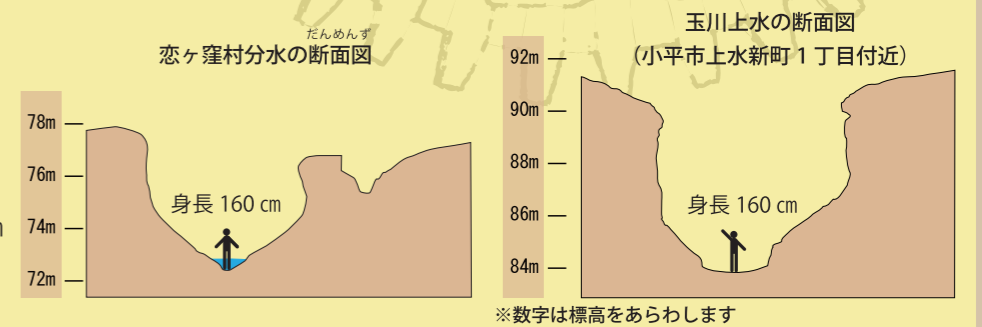 だんめんず
恋ヶ窪村分水の断面図
78m
76m
74m
72m
身長 160 cm
玉川上水の断面図
（小平市上水新町 1 丁目付近）
92m
90m
88m
86m
84m
身長 160 cm
※数字は標高をあらわします